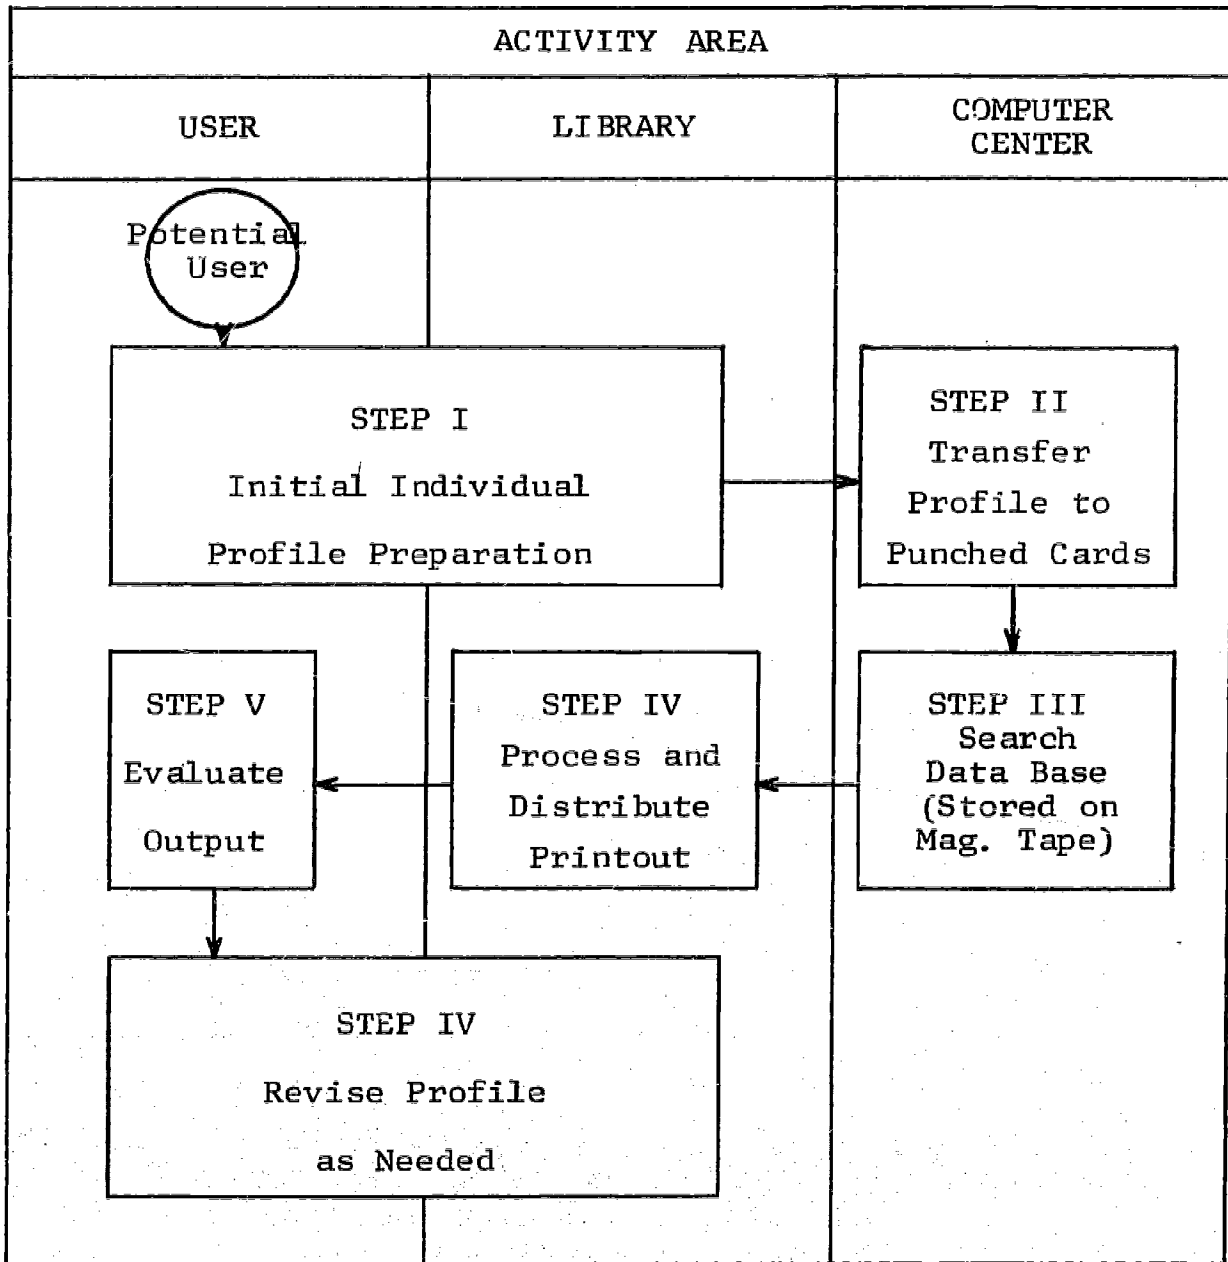 ACTIVITY AREA
USER
LIBRARY
COMPUTER
CENTER
Potential
User
STEP I
Initial Individual
Profile Preparation
STEP II
Transfer
Profile to
Punched Cards
STEP V
Evaluate
Output
STEP IV
Process and
Distribute
Printout
STEP III
Search
Data Base
(Stored on
Mag. Tape)
STEP IV
Revise Profile
as Needed